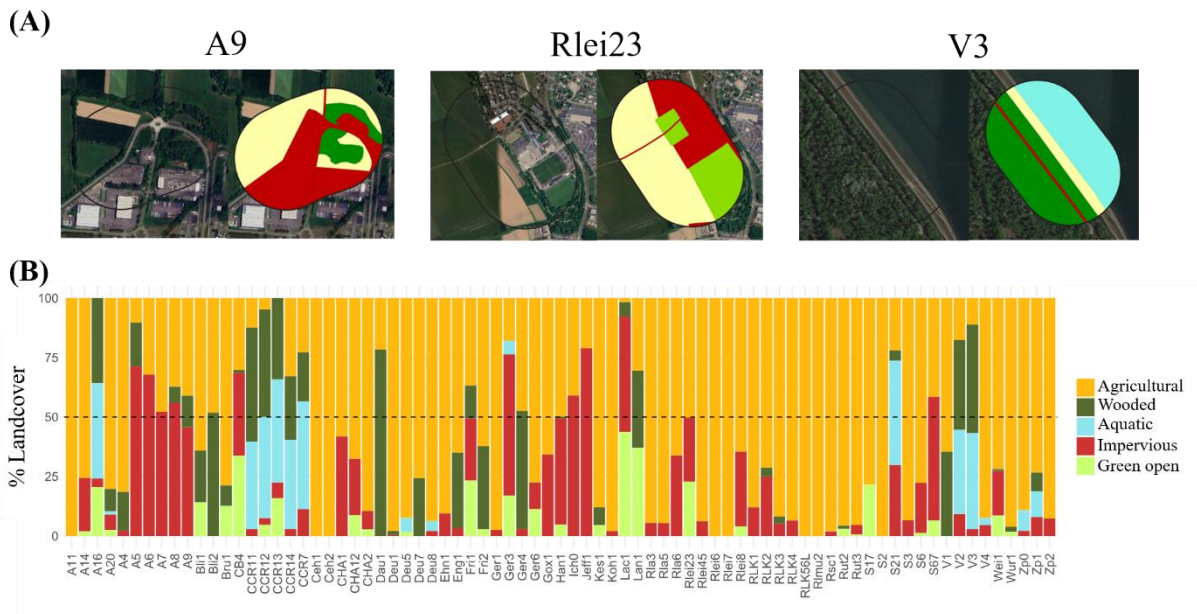 (A)
A9
Rlei23
V3
(B)
% Landcover
100
75
50
25
0
Agricultural
Wooded
Aquatic
Impervious
Green open
A11
A14
A16
A20
A4
A5
A6
A7
A8
A9
Bli1
Bli2
Bru1
CB4
CCR11
CCR12
CCR13
CCR14
CCR7
Ceh1
Ceh2
CHA1
CHA12
CHA2
Dau1
Deu1
Deu5
Deu7
Deu8
Ehn1
Eng1
Fri1
Fri2
Ger1
Ger3
Ger4
Ger6
Gox1
Han1
Ich0
Jeff1
Kes1
Koh1
Lac1
Lan1
Rla3
Rla5
Rla6
Rlei23
Rlei45
Rlei6
Rlei7
Rlei8
RLK1
RLK2
RLK3
RLK4
RLK56L
Rlmu2
Rsc1
Rut2
Rut3
S17
S2
S21
S3
S6
S67
V1
V2
V3
V4
Wei1
Wur1
Zp0
Zp1
Zp2